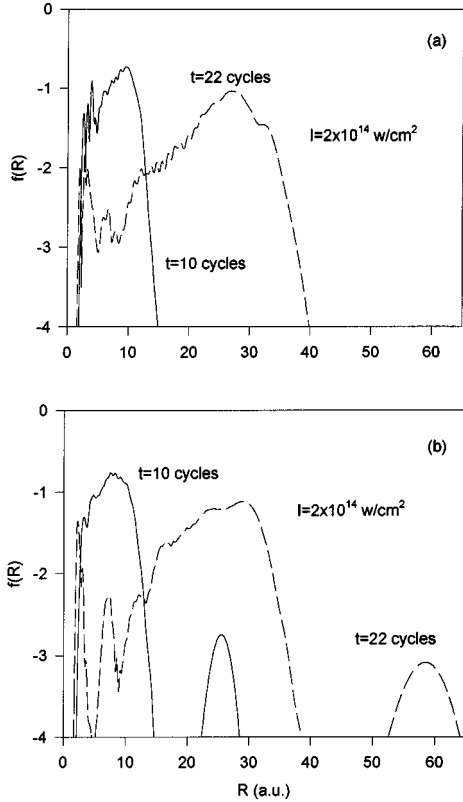 0
(a)
t=22 cycles
-1
I=2x10^14 w/cm^2
f(R)
-2
-3
t=10 cycles
-4
0 10 20 30 40 50 60
0
(b)
t=10 cycles
-1
I=2x10^14 w/cm^2
f(R)
-2
t=22 cycles
-3
-4
0 10 20 30 40 50 60
R (a.u.)